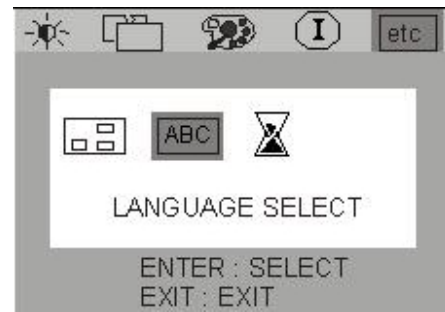 I
etc
ABC
LANGUAGE SELECT
ENTER : SELECT
EXIT : EXIT